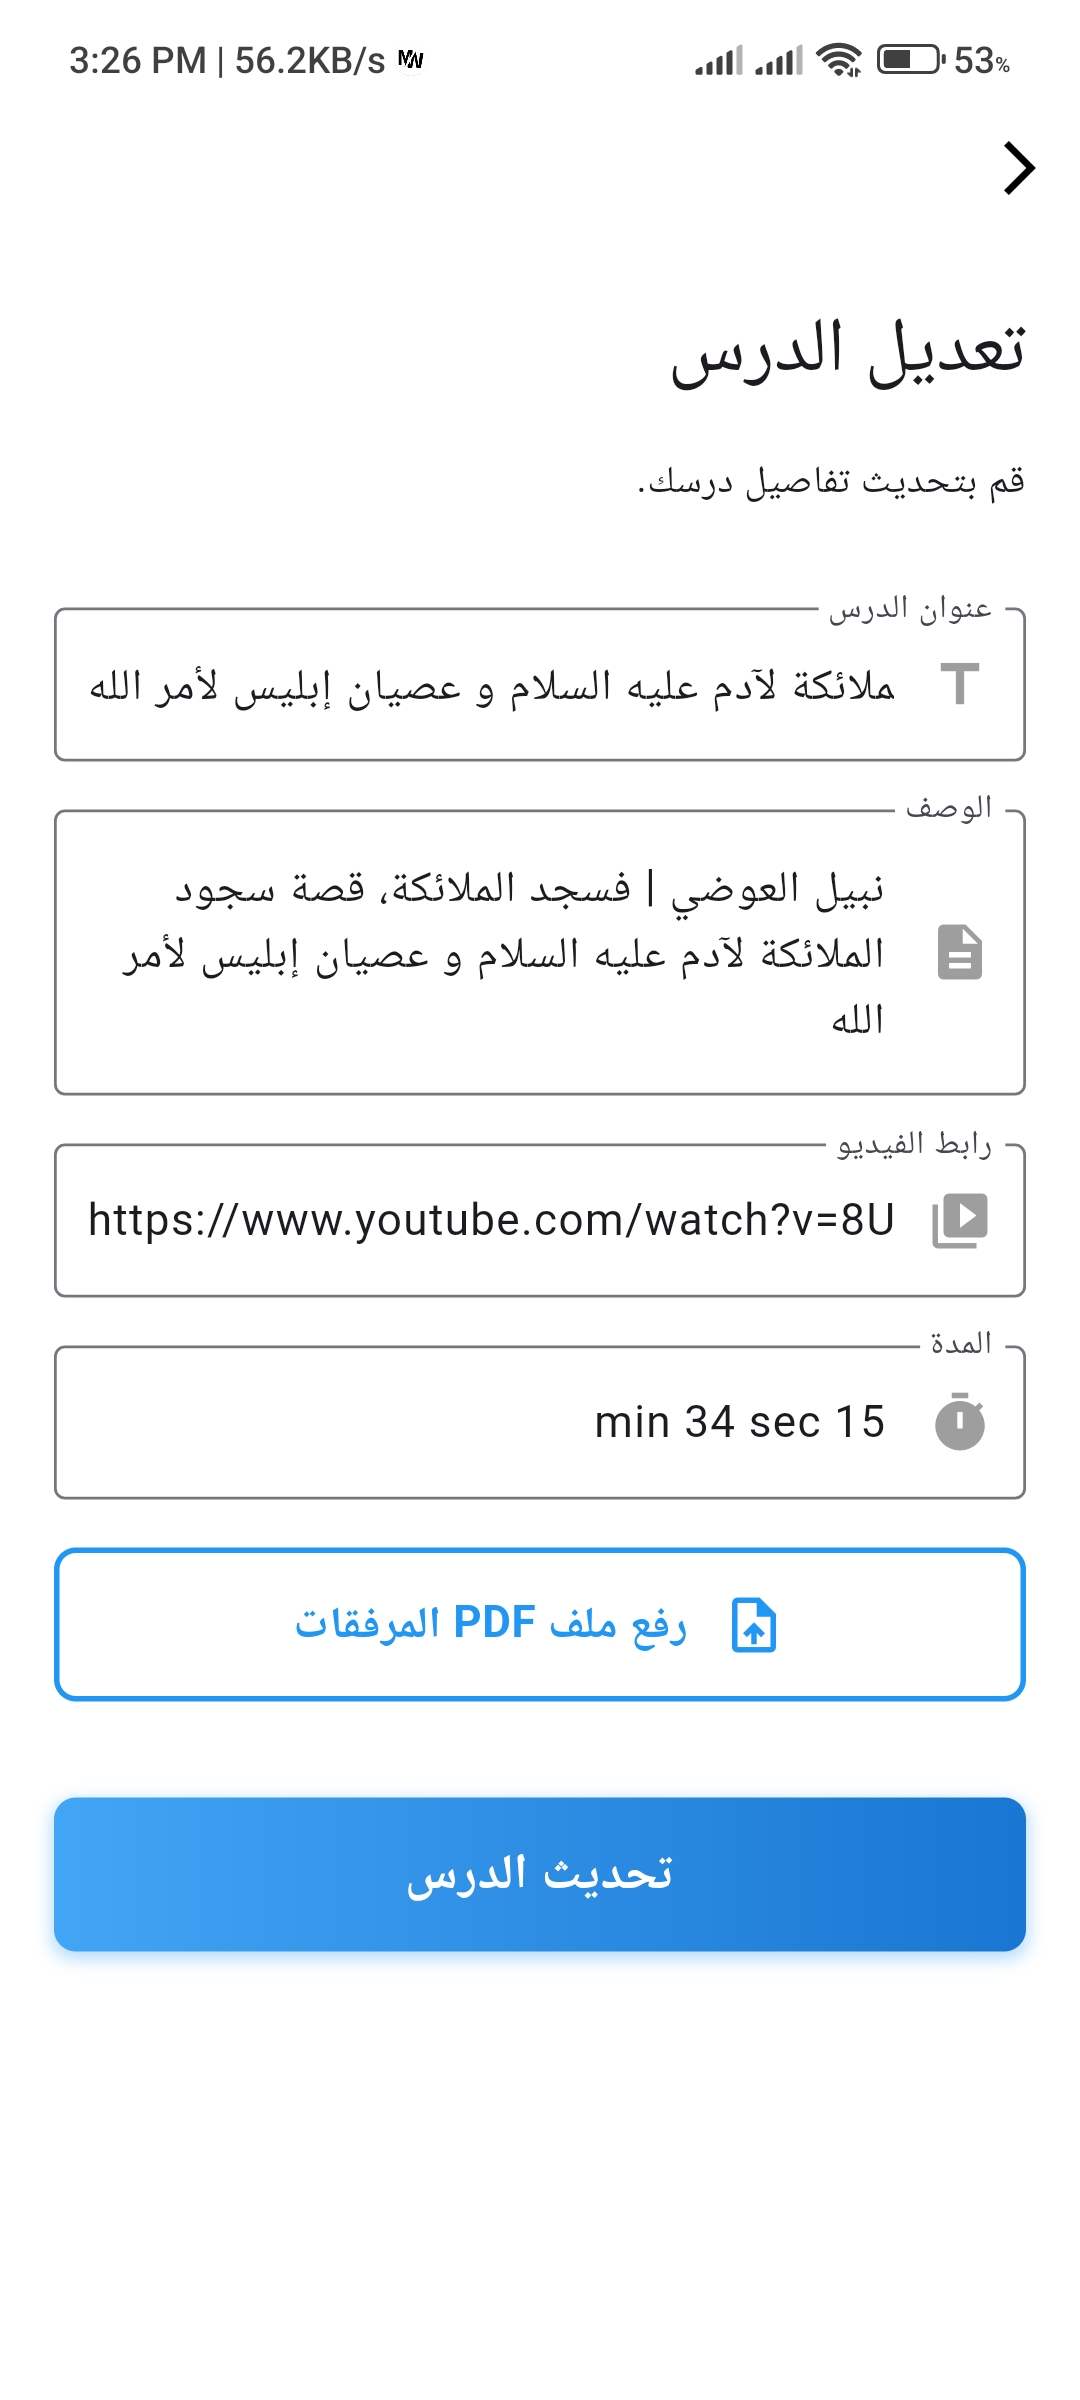 3:26 PM | 56.2KB/s
53%
تعديل الدرس
قم بتحديث تفاصيل درسك.
عنوان الدرس
ملائكة لآدم عليه السلام و عصيان إبليس لأمر الله
الوصف
نبيل العوضي | فسجد الملائكة، قصة سجود
الملائكة لآدم عليه السلام و عصيان إبليس لأمر
الله
رابط الفيديو
https://www.youtube.com/watch?v=8U
المدة
15 min 34 sec
رفع ملف PDF المرفقات
تحديث الدرس